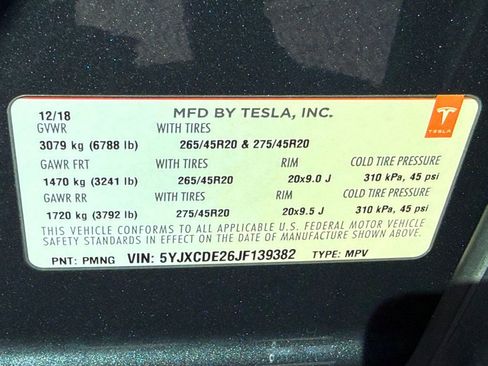 12/18 MFD BY TESLA, INC.
GVWR WITH TIRES
3079 kg (6788 lb) 265/45R20 & 275/45R20
GAWR FRT WITH TIRES RIM COLD TIRE PRESSURE
1470 kg (3241 lb) 265/45R20 20x9.0 J 310 kPa, 45 psi
GAWR RR WITH TIRES RIM COLD TIRE PRESSURE
1720 kg (3792 lb) 275/45R20 20x9.5 J 310 kPa, 45 psi
THIS VEHICLE CONFORMS TO ALL APPLICABLE U.S. FEDERAL MOTOR VEHICLE
SAFETY STANDARDS IN EFFECT ON THE DATE OF MANUFACTURE SHOWN ABOVE.
PNT: PMNG VIN: 5YJXCDE26JF139382 TYPE: MPV
TESLA